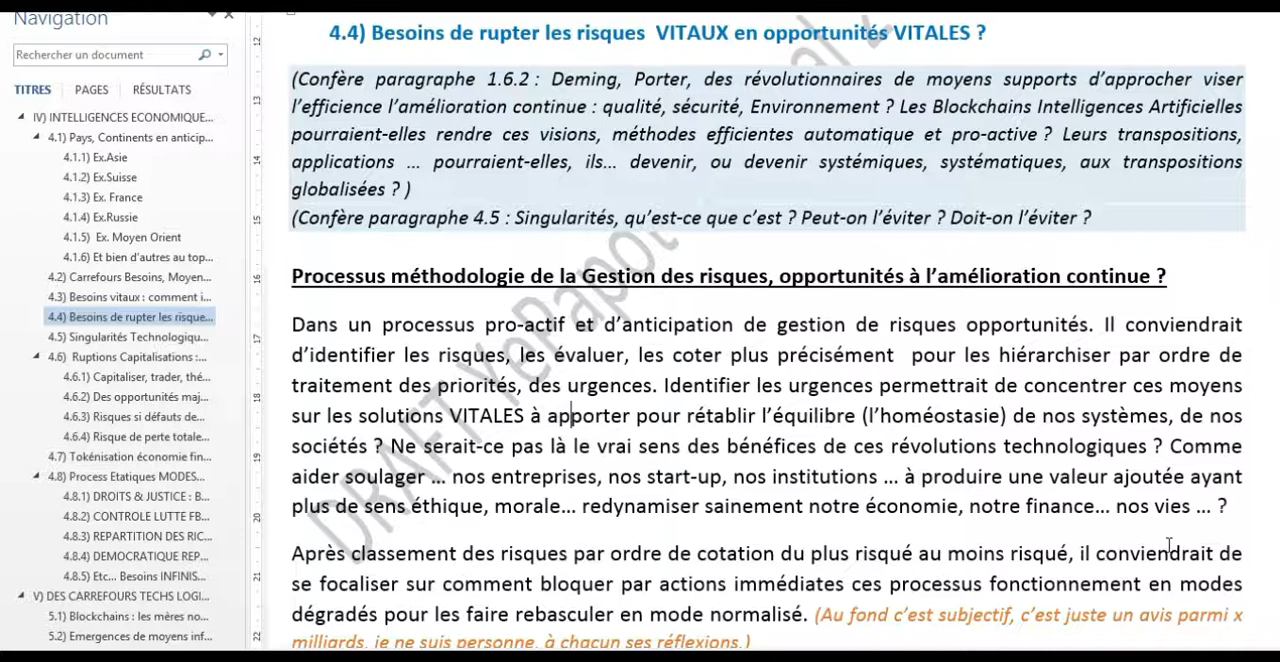 Navigation
Rechercher un document
TITRES PAGES RÉSULTATS
IV) INTELLIGENCES ECONOMIQUE...
4.1) Pays, Continents en anticip...
4.1.1) Ex.Asie
4.1.2) Ex.Suisse
4.1.3) Ex. France
4.1.4) Ex.Russie
4.1.5) Ex. Moyen Orient
4.1.6) Et bien d'autres au top...
4.2) Carrefours Besoins, Moyen...
4.3) Besoins vitaux : comment i...
4.4) Besoins de rupter les risque...
4.5) Singularités Technologiqu...
4.6) Ruptions Capitalisations :...
4.6.1) Capitaliser, trader, thé...
4.6.2) Des opportunités maj...
4.6.3) Risques si défauts de...
4.6.4) Risque de perte totale...
4.7) Tokénisation économie fin...
4.8) Process Etatiques MODES...
4.8.1) DROITS & JUSTICE : B...
4.8.2) CONTROLE LUTTE FB...
4.8.3) REPARTITION DES RIC...
4.8.4) DEMOCRATIQUE REP...
4.8.5) Etc... Besoins INFINIS...
V) DES CARREFOURS TECHS LOGI...
5.1) Blockchains : les mères no...
5.2) Emergences de moyens inf...
12
13
14
15
16
17
18
19
20
21
22
4.4) Besoins de rupter les risques VITAUX en opportunités VITALES ?
(Confère paragraphe 1.6.2 : Deming, Porter, des révolutionnaires de moyens supports d'approcher viser
l'efficience l'amélioration continue : qualité, sécurité, Environnement ? Les Blockchains Intelligences Artificielles
pourraient-elles rendre ces visions, méthodes efficientes automatique et pro-active ? Leurs transpositions,
applications ... pourraient-elles, ils... devenir, ou devenir systémiques, systématiques, aux transpositions
globalisées ? )
(Confère paragraphe 4.5 : Singularités, qu'est-ce que c'est ? Peut-on l'éviter ? Doit-on l'éviter ?
Processus méthodologie de la Gestion des risques, opportunités à l'amélioration continue ?
Dans un processus pro-actif et d'anticipation de gestion de risques opportunités. Il conviendrait
d'identifier les risques, les évaluer, les coter plus précisément pour les hiérarchiser par ordre de
traitement des priorités, des urgences. Identifier les urgences permettrait de concentrer ces moyens
sur les solutions VITALES à apporter pour rétablir l'équilibre (l'homéostasie) de nos systèmes, de nos
sociétés ? Ne serait-ce pas là le vrai sens des bénéfices de ces révolutions technologiques ? Comme
aider soulager ... nos entreprises, nos start-up, nos institutions ... à produire une valeur ajoutée ayant
plus de sens éthique, morale... redynamiser sainement notre économie, notre finance... nos vies ... ?
Après classement des risques par ordre de cotation du plus risqué au moins risqué, il conviendrait de
se focaliser sur comment bloquer par actions immédiates ces processus fonctionnement en modes
dégradés pour les faire rebasculer en mode normalisé. (Au fond c'est subjectif, c'est juste un avis parmi x
milliards, je ne suis personne, à chacun ses réflexions.)
DRAFT